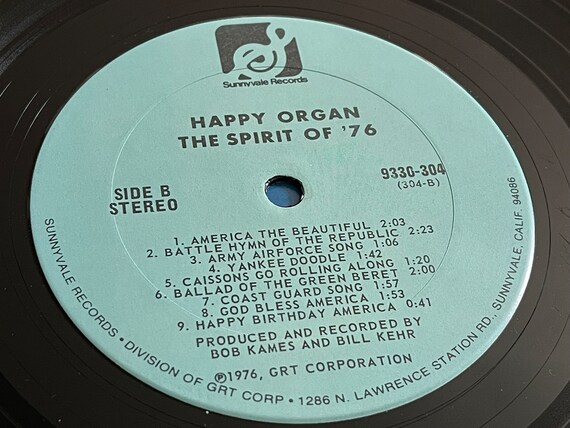 Sunnyvale Records
HAPPY ORGAN
THE SPIRIT OF '76
SIDE B
STEREO
9330-304
(304-B)
1. AMERICA THE BEAUTIFUL 2:03
2. BATTLE HYMN OF THE REPUBLIC 2:23
3. ARMY AIRFORCE SONG 1:06
4. YANKEE DOODLE 1:42
5. CAISSONS GO ROLLING ALONG 1:20
6. BALLAD OF THE GREEN BERET 2:00
7. COAST GUARD SONG 1:57
8. GOD BLESS AMERICA 1:53
9. HAPPY BIRTHDAY AMERICA 0:41
PRODUCED AND RECORDED BY
BOB KAMES AND BILL KEHR
℗1976, GRT CORPORATION
SUNNYVALE RECORDS • DIVISION OF GRT CORP • 1286 N. LAWRENCE STATION RD., SUNNYVALE, CALIF. 94086